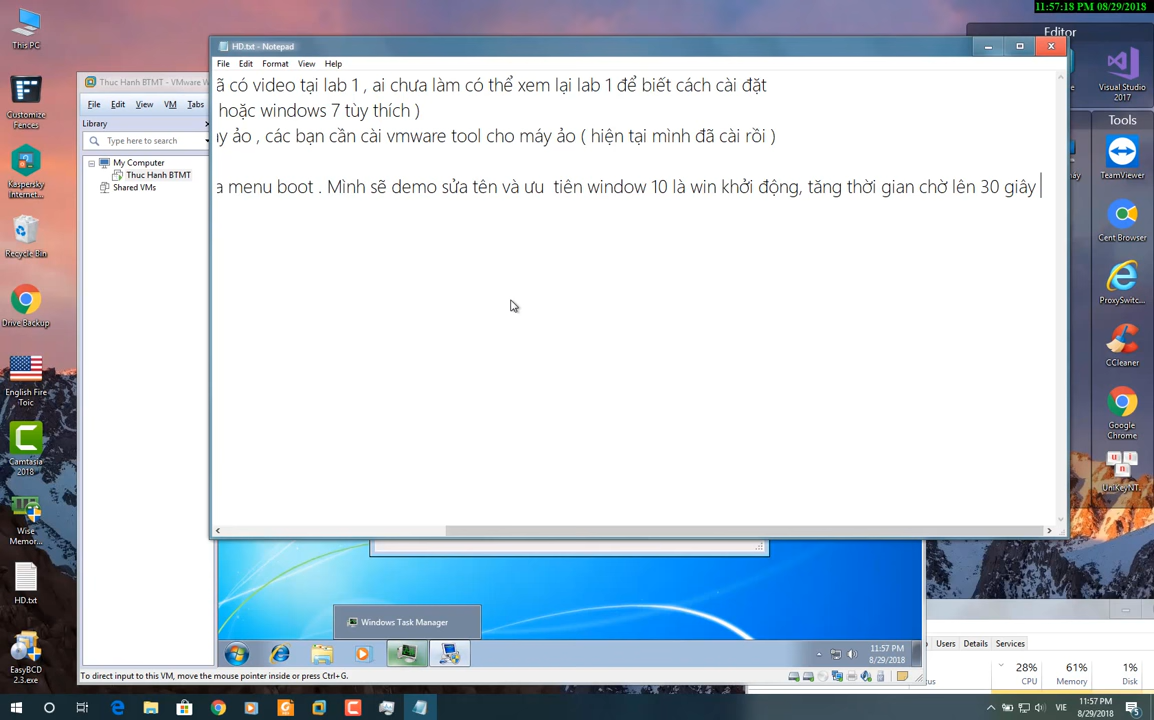 11:57:18 PM 08/29/2018
Editor
This PC
HD.txt - Notepad
File Edit Format View Help
Thuc Hanh BTMT - VMware W
File Edit View VM Tabs
Library
Type here to search
My Computer
Thuc Hanh BTMT
Shared VMs
ã có video tại lab 1 , ai chưa làm có thể xem lại lab 1 để biết cách cài đặt
hoặc windows 7 tùy thích )
áy ảo , các bạn cần cài vmware tool cho máy ảo ( hiện tại mình đã cài rồi )
a menu boot . Mình sẽ demo sửa tên và ưu  tiên window 10 là win khởi động, tăng thời gian chờ lên 30 giây
Customize
Fences
Kaspersky
Recycle Bin
Drive Backup
English Fire
Toic
Camtasia
2018
Wise
Memor...
HD.txt
EasyBCD
2.3.exe
Visual Studio
2017
Tools
TeamViewer
Cent Browser
ProxySwitc...
CCleaner
Google
Chrome
UniKeyNT.
Windows Task Manager
11:57 PM
8/29/2018
To direct input to this VM, move the mouse pointer inside or press Ctrl+G.
Users Details Services
28% 61% 1%
CPU Memory Disk
VIE
11:57 PM
8/29/2018
5